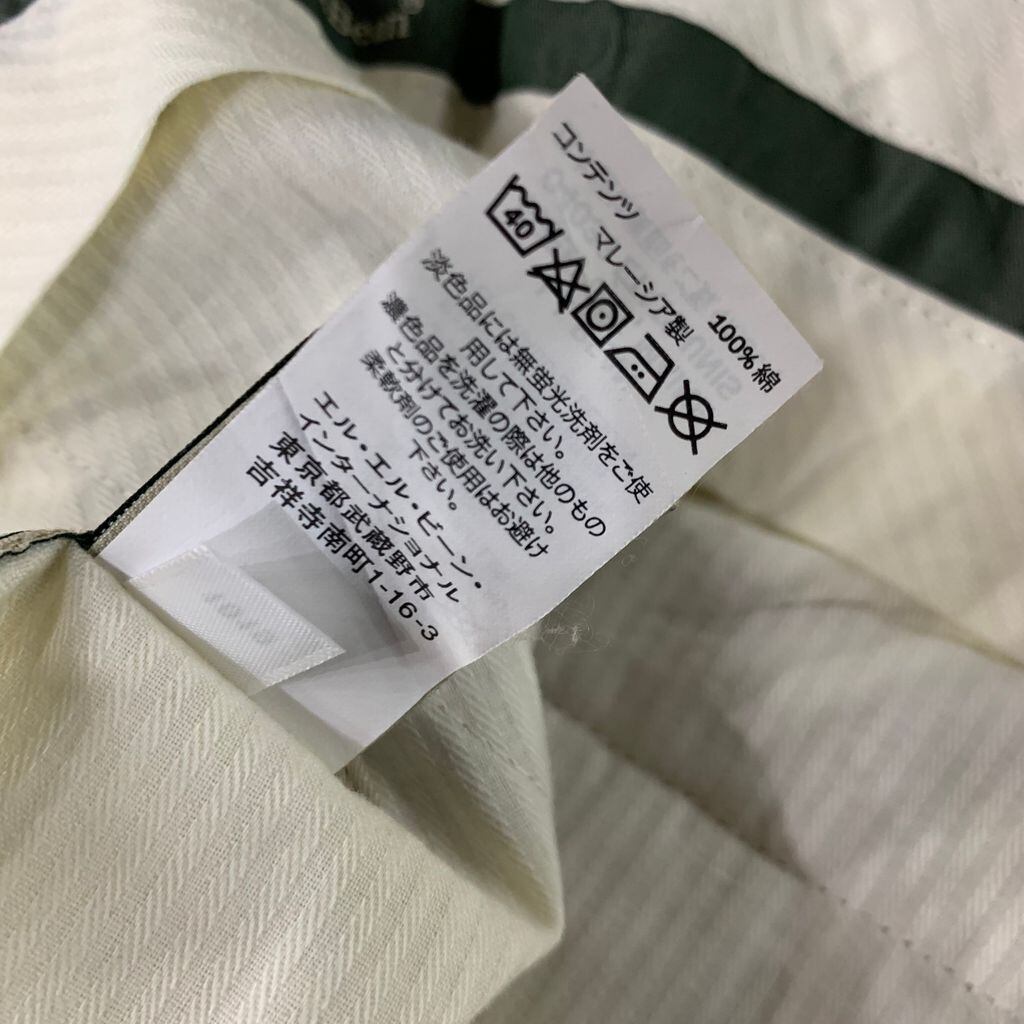 Bean
コンテンツ 100% 綿
マレーシア製
40
淡色品には無蛍光洗剤をご使
用して下さい。
濃色品を洗濯の際は他のもの
と分けてお洗い下さい。
柔軟剤のご使用はお避け
下さい。
エル・エル・ビーン・
インターナショナル
東京都武蔵野市
吉祥寺南町1-16-3